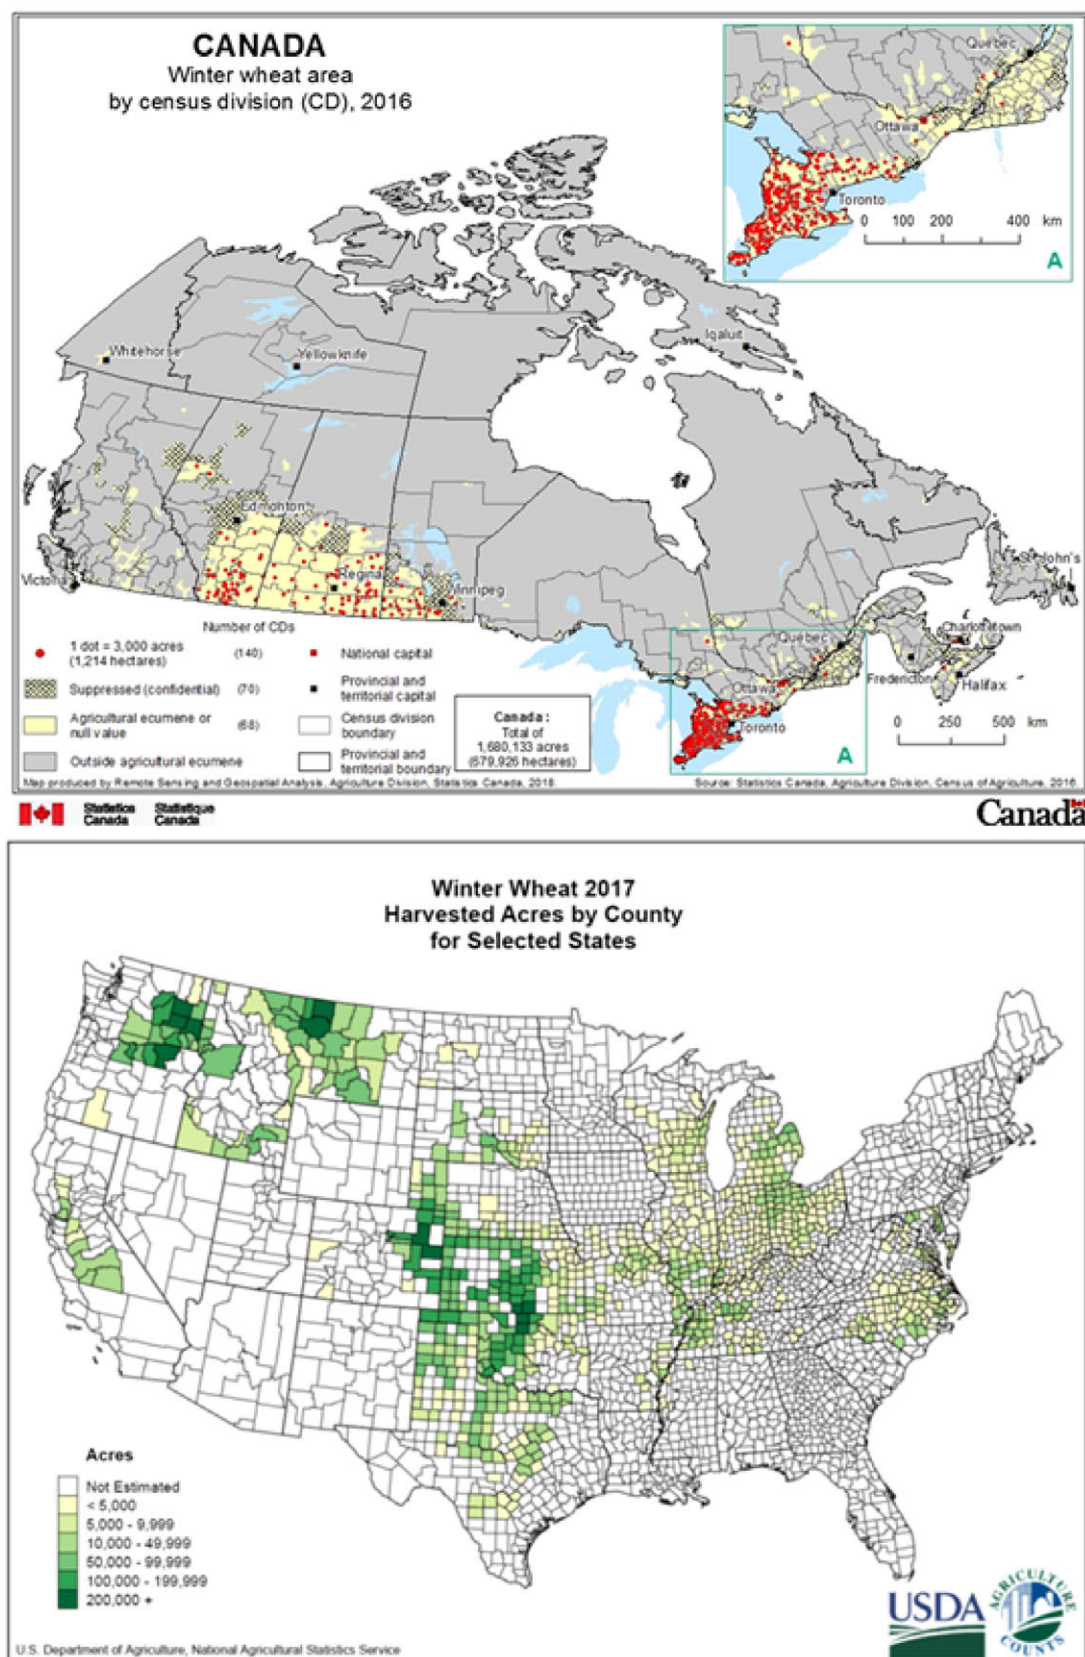 CANADA
Winter wheat area
by census division (CD), 2016
Quebec
Ottawa
Toronto
0 100 200 400 km
A
Whitehorse
Yellowknife
Iqaluit
Edmonton
Victoria
Regina
Winnipeg
St. John's
Charlottetown
Quebec
Fredericton
Halifax
Ottawa
Toronto
0 250 500 km
A
Number of CDs
1 dot = 3,000 acres
(1,214 hectares)
(140)
National capital
Suppressed (confidential)
(70)
Provincial and
territorial capital
Agricultural ecumene or
null value
(68)
Census division
boundary
Outside agricultural ecumene
Provincial and
territorial boundary
Canada :
Total of
1,680,133 acres
(679,926 hectares)
Map produced by Remote Sensing and Geospatial Analysis, Agriculture Division, Statistics Canada, 2018.
Source: Statistics Canada, Agriculture Division, Census of Agriculture, 2016.
Statistics Statistique
Canada Canada
Canada
Winter Wheat 2017
Harvested Acres by County
for Selected States
Acres
Not Estimated
< 5,000
5,000 - 9,999
10,000 - 49,999
50,000 - 99,999
100,000 - 199,999
200,000 +
USDA
AGRICULTURE
COUNTS
U.S. Department of Agriculture, National Agricultural Statistics Service